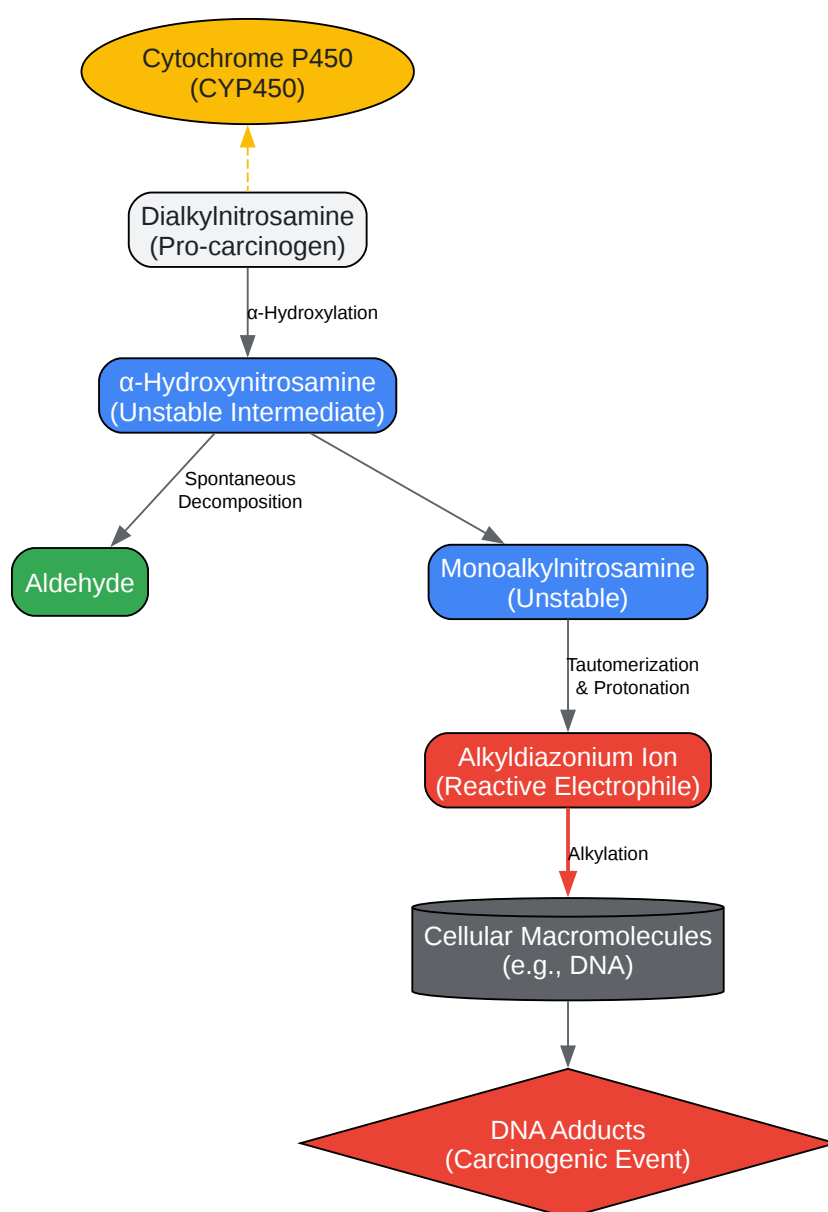 Cytochrome P450
(CYP450)
Dialkylnitrosamine
(Pro-carcinogen)
α-Hydroxylation
α-Hydroxynitrosamine
(Unstable Intermediate)
Spontaneous
Decomposition
Aldehyde
Monoalkylnitrosamine
(Unstable)
Tautomerization
& Protonation
Alkyldiazonium Ion
(Reactive Electrophile)
Alkylation
Cellular Macromolecules
(e.g., DNA)
DNA Adducts
(Carcinogenic Event)